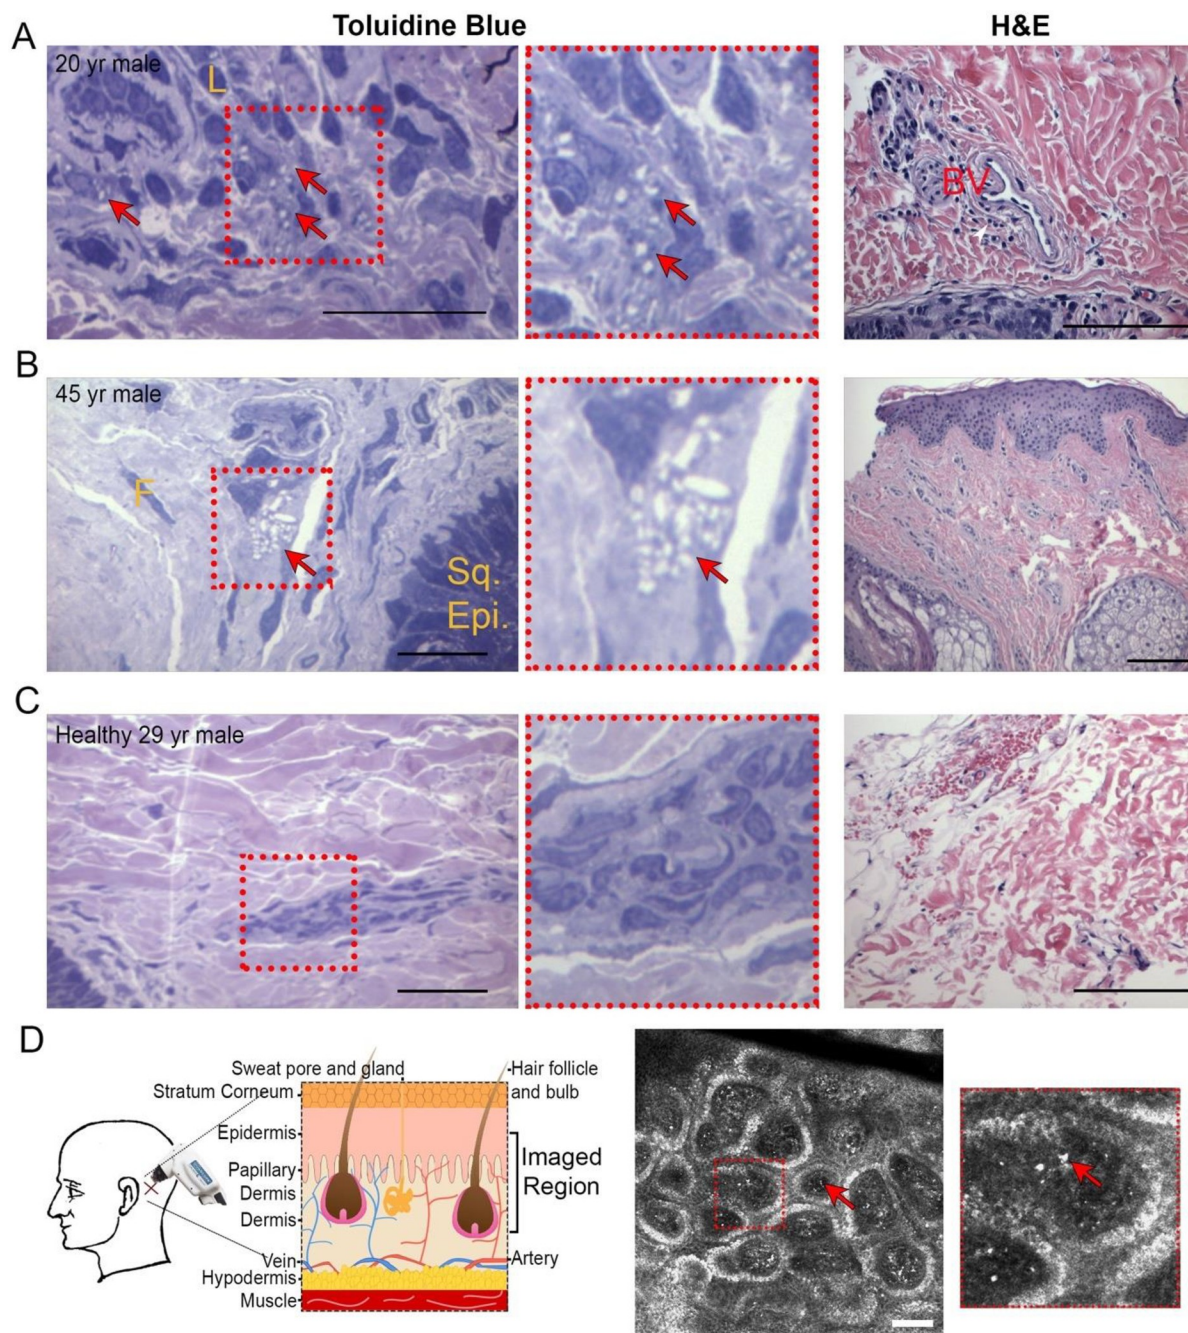 Toluidine Blue
H&E
A
20 yr male
L
BV
B
45 yr male
F
Sq.
Epi.
C
Healthy 29 yr male
D
Sweat pore and gland
Hair follicle
Stratum Corneum
and bulb
Epidermis
Imaged
Papillary
Region
Dermis
Dermis
Vein
Artery
Hypodermis
Muscle